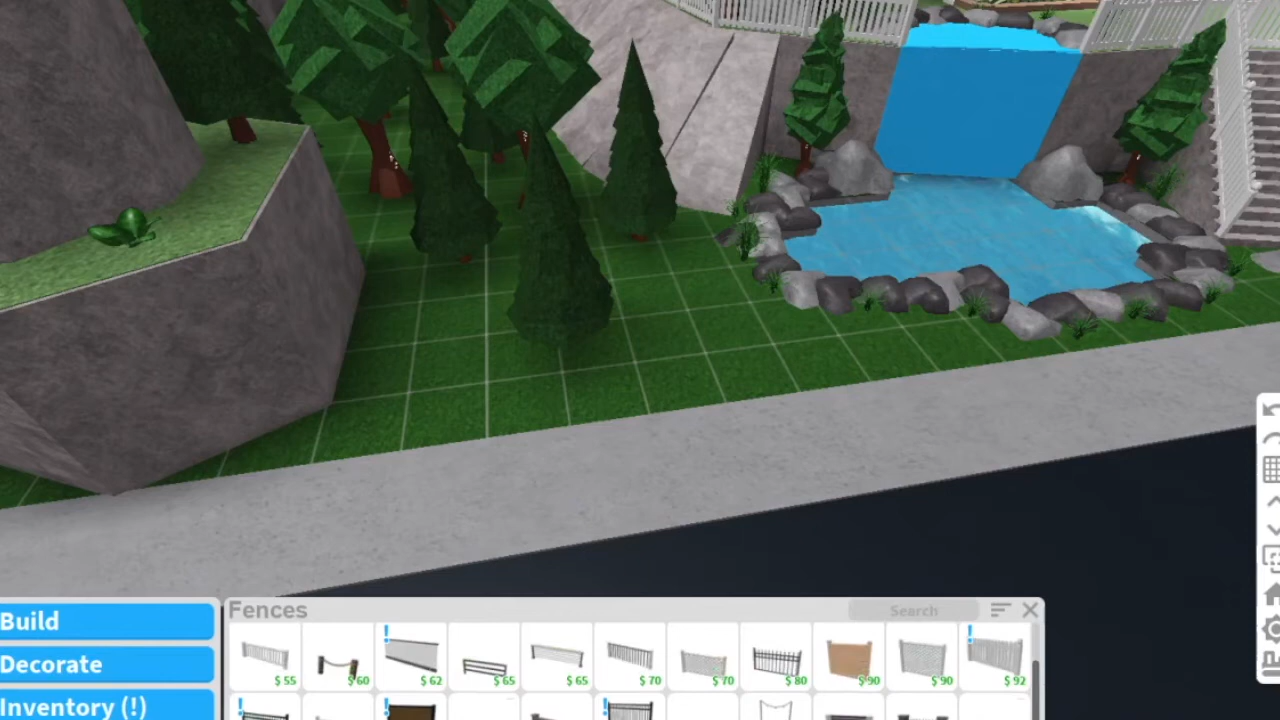 Build
Decorate
Inventory (!)
Fences
Search
! !
$ 55 $ 60 $ 62 $ 65 $ 65 $ 70 $ 70 $ 80 $ 90 $ 90 $ 92
! ! !